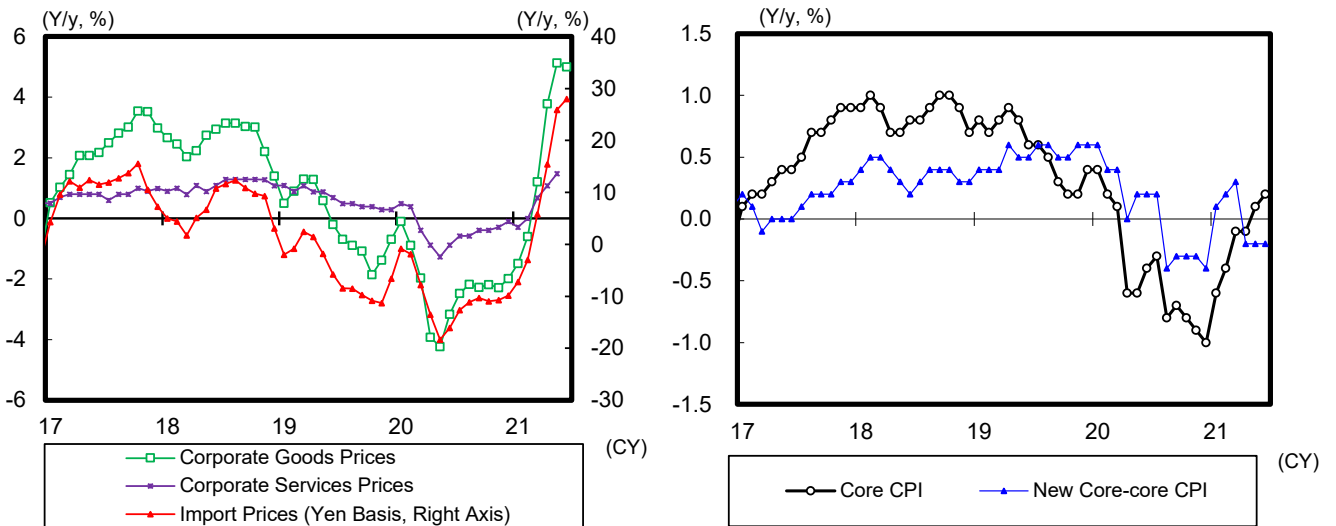 (Y/y, %)
(Y/y, %)
6
4
2
0
-2
-4
-6
40
30
20
10
0
-10
-20
-30
17 18 19 20 21
(CY)
Corporate Goods Prices
Corporate Services Prices
Import Prices (Yen Basis, Right Axis)
(Y/y, %)
1.5
1.0
0.5
0.0
-0.5
-1.0
-1.5
17 18 19 20 21
(CY)
Core CPI New Core-core CPI